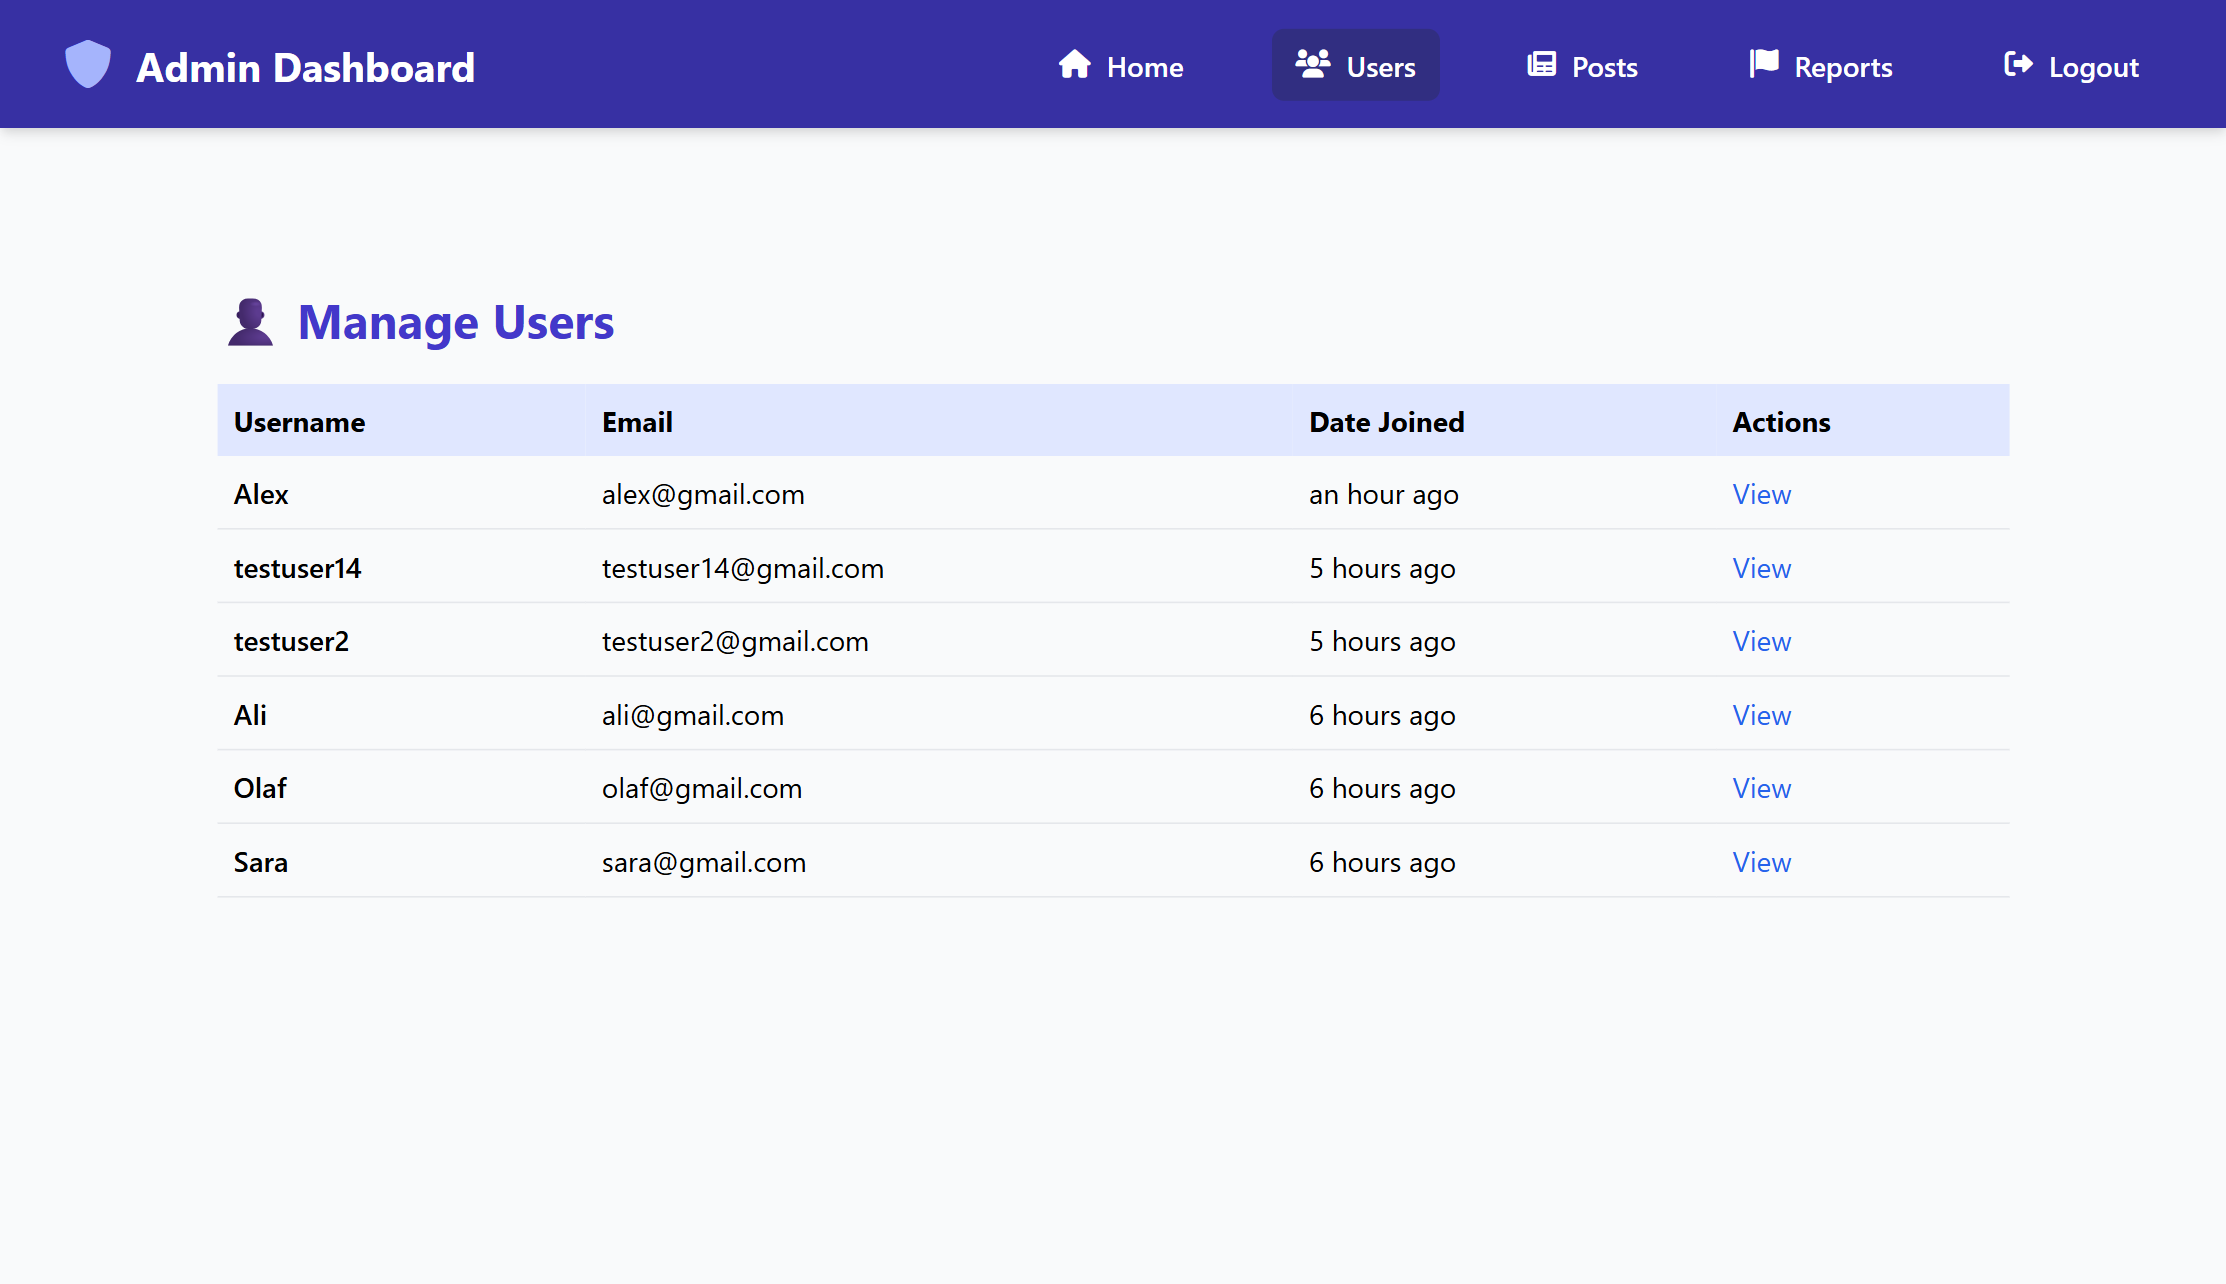 Admin Dashboard Home Users Posts Reports Logout
Manage Users
Username Email Date Joined Actions
Alex alex@gmail.com an hour ago View
testuser14 testuser14@gmail.com 5 hours ago View
testuser2 testuser2@gmail.com 5 hours ago View
Ali ali@gmail.com 6 hours ago View
Olaf olaf@gmail.com 6 hours ago View
Sara sara@gmail.com 6 hours ago View